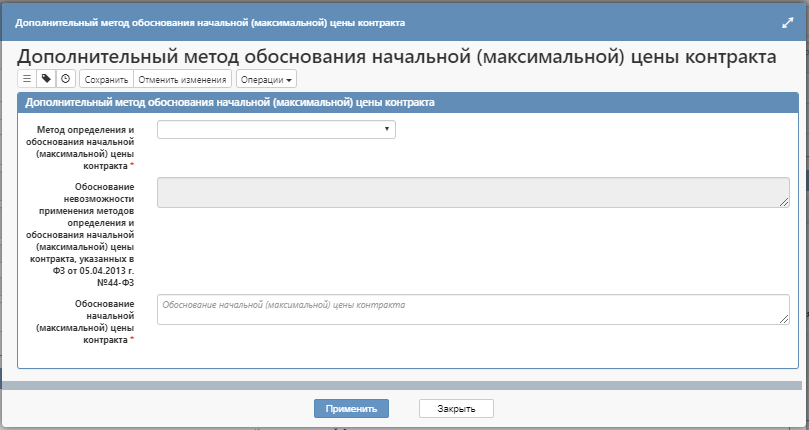 Дополнительный метод обоснования начальной (максимальной) цены контракта
Дополнительный метод обоснования начальной (максимальной) цены контракта
Сохранить Отменить изменения Операции
Дополнительный метод обоснования начальной (максимальной) цены контракта
Метод определения и
обоснования начальной
(максимальной) цены
контракта *
Обоснование
невозможности
применения методов
определения и
обоснования начальной
(максимальной) цены
контракта, указанных в
ФЗ от 05.04.2013 г.
№44-ФЗ
Обоснование
начальной
(максимальной) цены
контракта *
Обоснование начальной (максимальной) цены контракта
Применить Закрыть